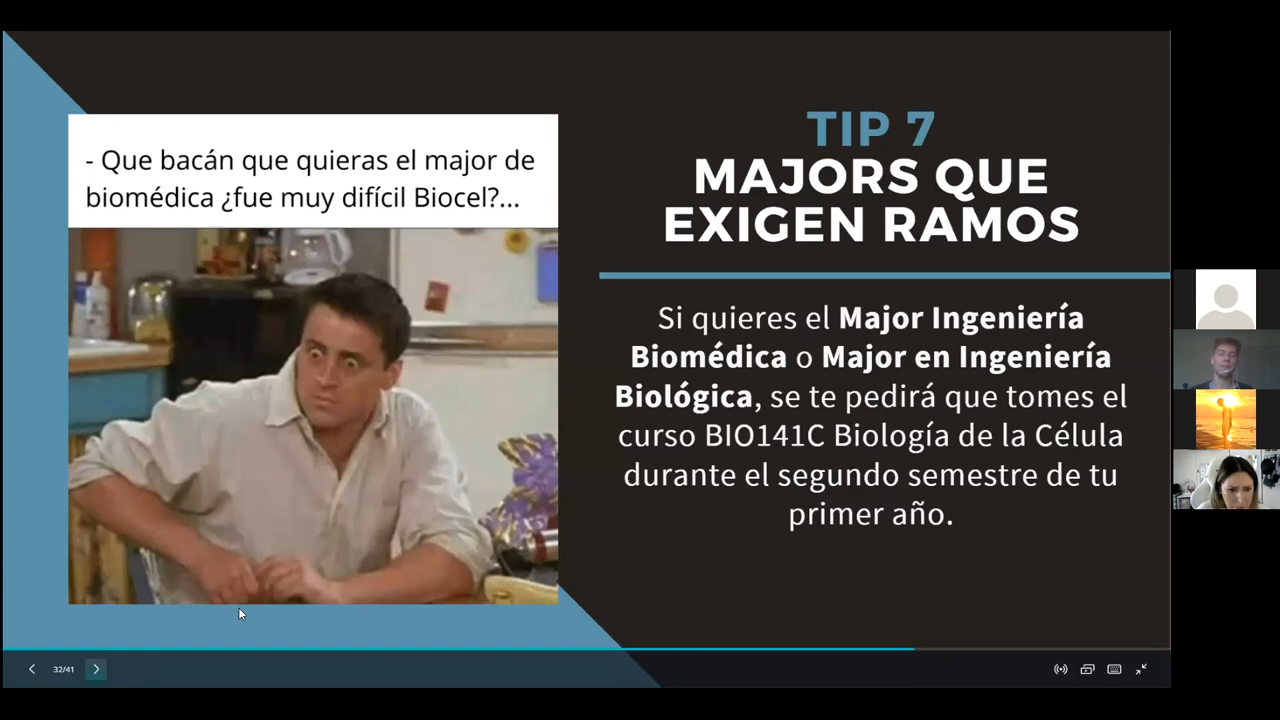 - Que bacán que quieras el major de
biomédica ¿fue muy difícil Biocel?...
TIP 7
MAJORS QUE
EXIGEN RAMOS
Si quieres el Major Ingeniería
Biomédica o Major en Ingeniería
Biológica, se te pedirá que tomes el
curso BIO141C Biología de la Célula
durante el segundo semestre de tu
primer año.
32/41